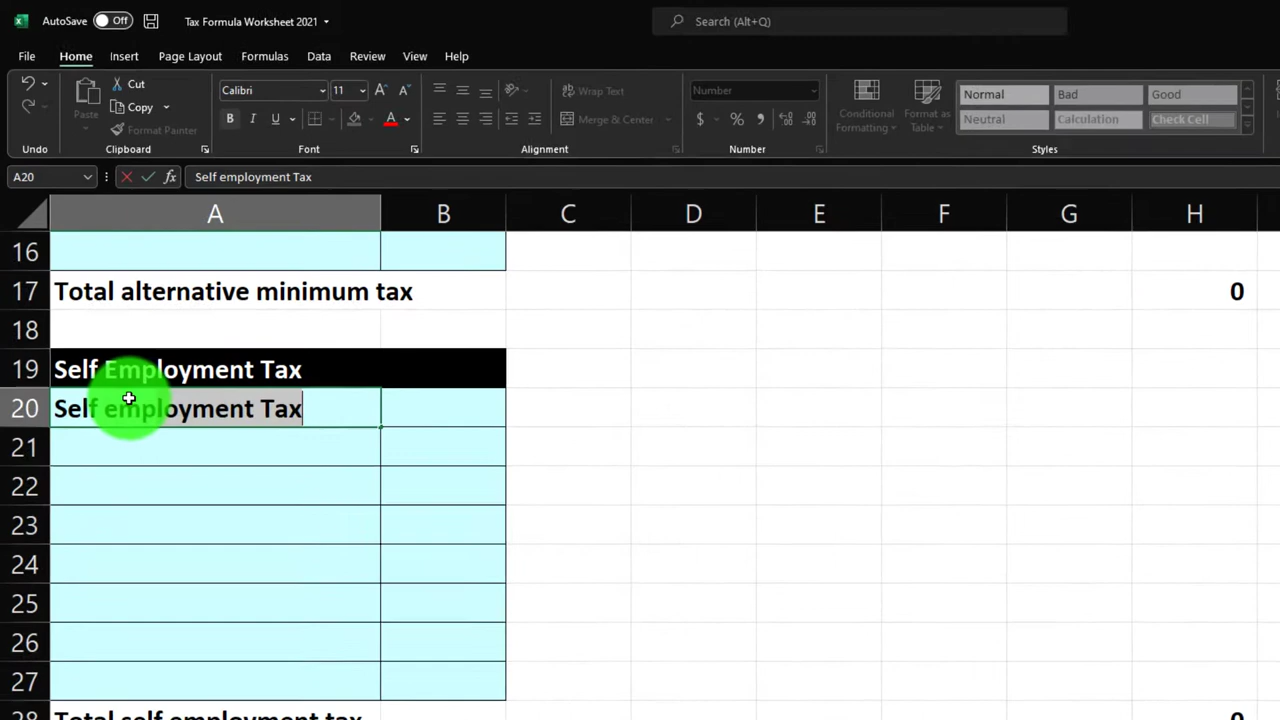 AutoSave Off Tax Formula Worksheet 2021 Search (Alt+Q)
File Home Insert Page Layout Formulas Data Review View Help
Cut
Copy
Format Painter
Paste
Calibri 11
B I U A
Wrap Text
Merge & Center
Number
$ % ,
Conditional Formatting
Format as Table
Normal Bad Good
Neutral Calculation Check Cell
Undo Clipboard Font Alignment Number Styles
A20 fx Self employment Tax
A B C D E F G H
16
17 Total alternative minimum tax 0
18
19 Self Employment Tax
20 Self employment Tax
21
22
23
24
25
26
27
28 Total self employment tax 0